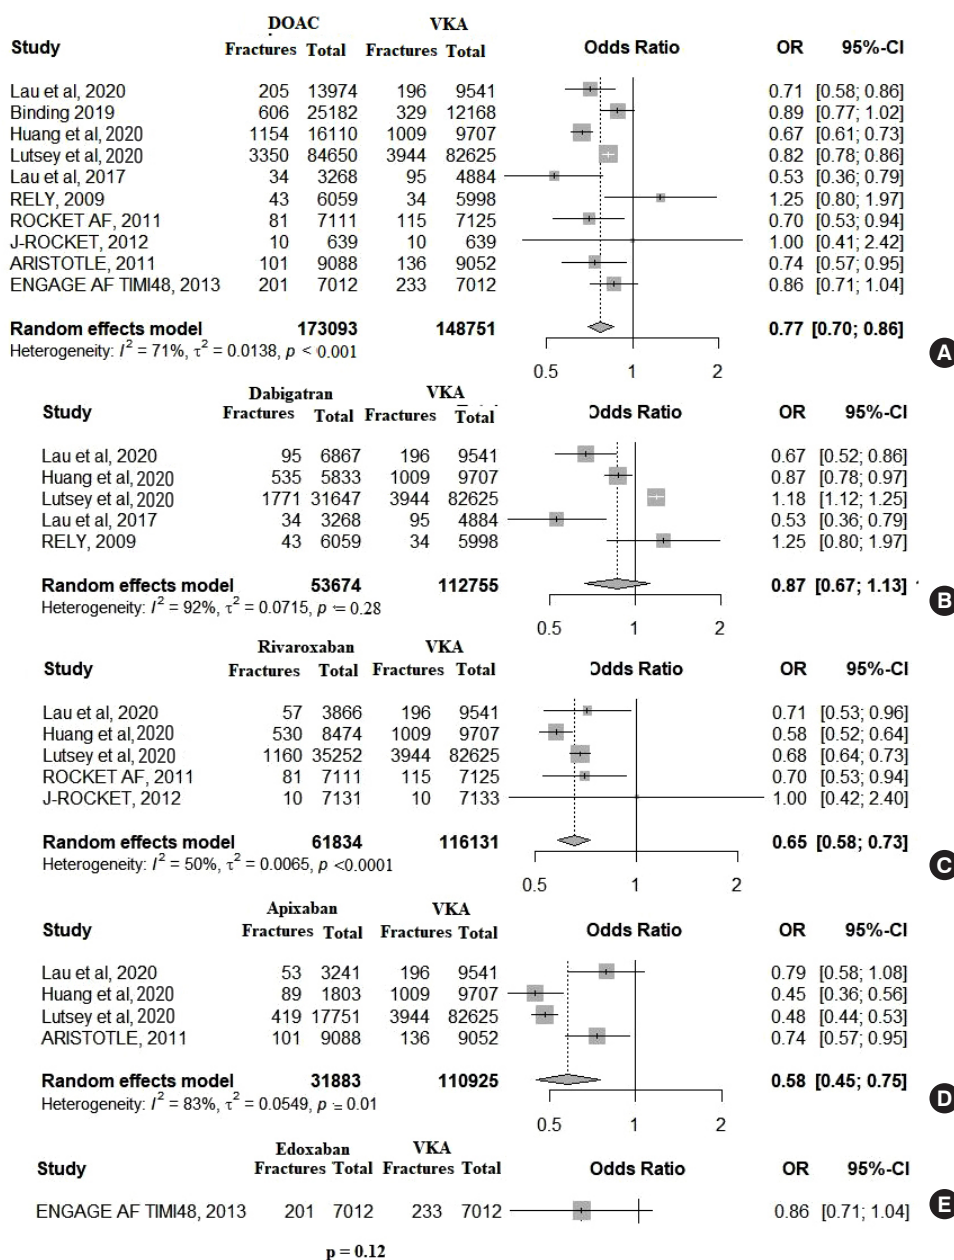 DOAC VKA
Study Fractures Total Fractures Total Odds Ratio OR 95%-CI
Lau et al, 2020 205 13974 196 9541 0.71 [0.58; 0.86]
Binding 2019 606 25182 329 12168 0.89 [0.77; 1.02]
Huang et al, 2020 1154 16110 1009 9707 0.67 [0.61; 0.73]
Lutsey et al, 2020 3350 84650 3944 82625 0.82 [0.78; 0.86]
Lau et al, 2017 34 3268 95 4884 0.53 [0.36; 0.79]
RELY, 2009 43 6059 34 5998 1.25 [0.80; 1.97]
ROCKET AF, 2011 81 7111 115 7125 0.70 [0.53; 0.94]
J-ROCKET, 2012 10 639 10 639 1.00 [0.41; 2.42]
ARISTOTLE, 2011 101 9088 136 9052 0.74 [0.57; 0.95]
ENGAGE AF TIMI48, 2013 201 7012 233 7012 0.86 [0.71; 1.04]
Random effects model 173093 148751 0.77 [0.70; 0.86]
Heterogeneity: I² = 71%, τ² = 0.0138, p < 0.001
0.5 1 2
A
Dabigatran VKA
Study Fractures Total Fractures Total Odds Ratio OR 95%-CI
Lau et al, 2020 95 6867 196 9541 0.67 [0.52; 0.86]
Huang et al, 2020 535 5833 1009 9707 0.87 [0.78; 0.97]
Lutsey et al, 2020 1771 31647 3944 82625 1.18 [1.12; 1.25]
Lau et al, 2017 34 3268 95 4884 0.53 [0.36; 0.79]
RELY, 2009 43 6059 34 5998 1.25 [0.80; 1.97]
Random effects model 53674 112755 0.87 [0.67; 1.13]
Heterogeneity: I² = 92%, τ² = 0.0715, p = 0.28
0.5 1 2
B
Rivaroxaban VKA
Study Fractures Total Fractures Total Odds Ratio OR 95%-CI
Lau et al, 2020 57 3866 196 9541 0.71 [0.53; 0.96]
Huang et al, 2020 530 8474 1009 9707 0.58 [0.52; 0.64]
Lutsey et al, 2020 1160 35252 3944 82625 0.68 [0.64; 0.73]
ROCKET AF, 2011 81 7111 115 7125 0.70 [0.53; 0.94]
J-ROCKET, 2012 10 7131 10 7133 1.00 [0.42; 2.40]
Random effects model 61834 116131 0.65 [0.58; 0.73]
Heterogeneity: I² = 50%, τ² = 0.0065, p <0.0001
0.5 1 2
C
Apixaban VKA
Study Fractures Total Fractures Total Odds Ratio OR 95%-CI
Lau et al, 2020 53 3241 196 9541 0.79 [0.58; 1.08]
Huang et al, 2020 89 1803 1009 9707 0.45 [0.36; 0.56]
Lutsey et al, 2020 419 17751 3944 82625 0.48 [0.44; 0.53]
ARISTOTLE, 2011 101 9088 136 9052 0.74 [0.57; 0.95]
Random effects model 31883 110925 0.58 [0.45; 0.75]
Heterogeneity: I² = 83%, τ² = 0.0549, p = 0.01
0.5 1 2
D
Edoxaban VKA
Study Fractures Total Fractures Total Odds Ratio OR 95%-CI
ENGAGE AF TIMI48, 2013 201 7012 233 7012 0.86 [0.71; 1.04]
E
p = 0.12